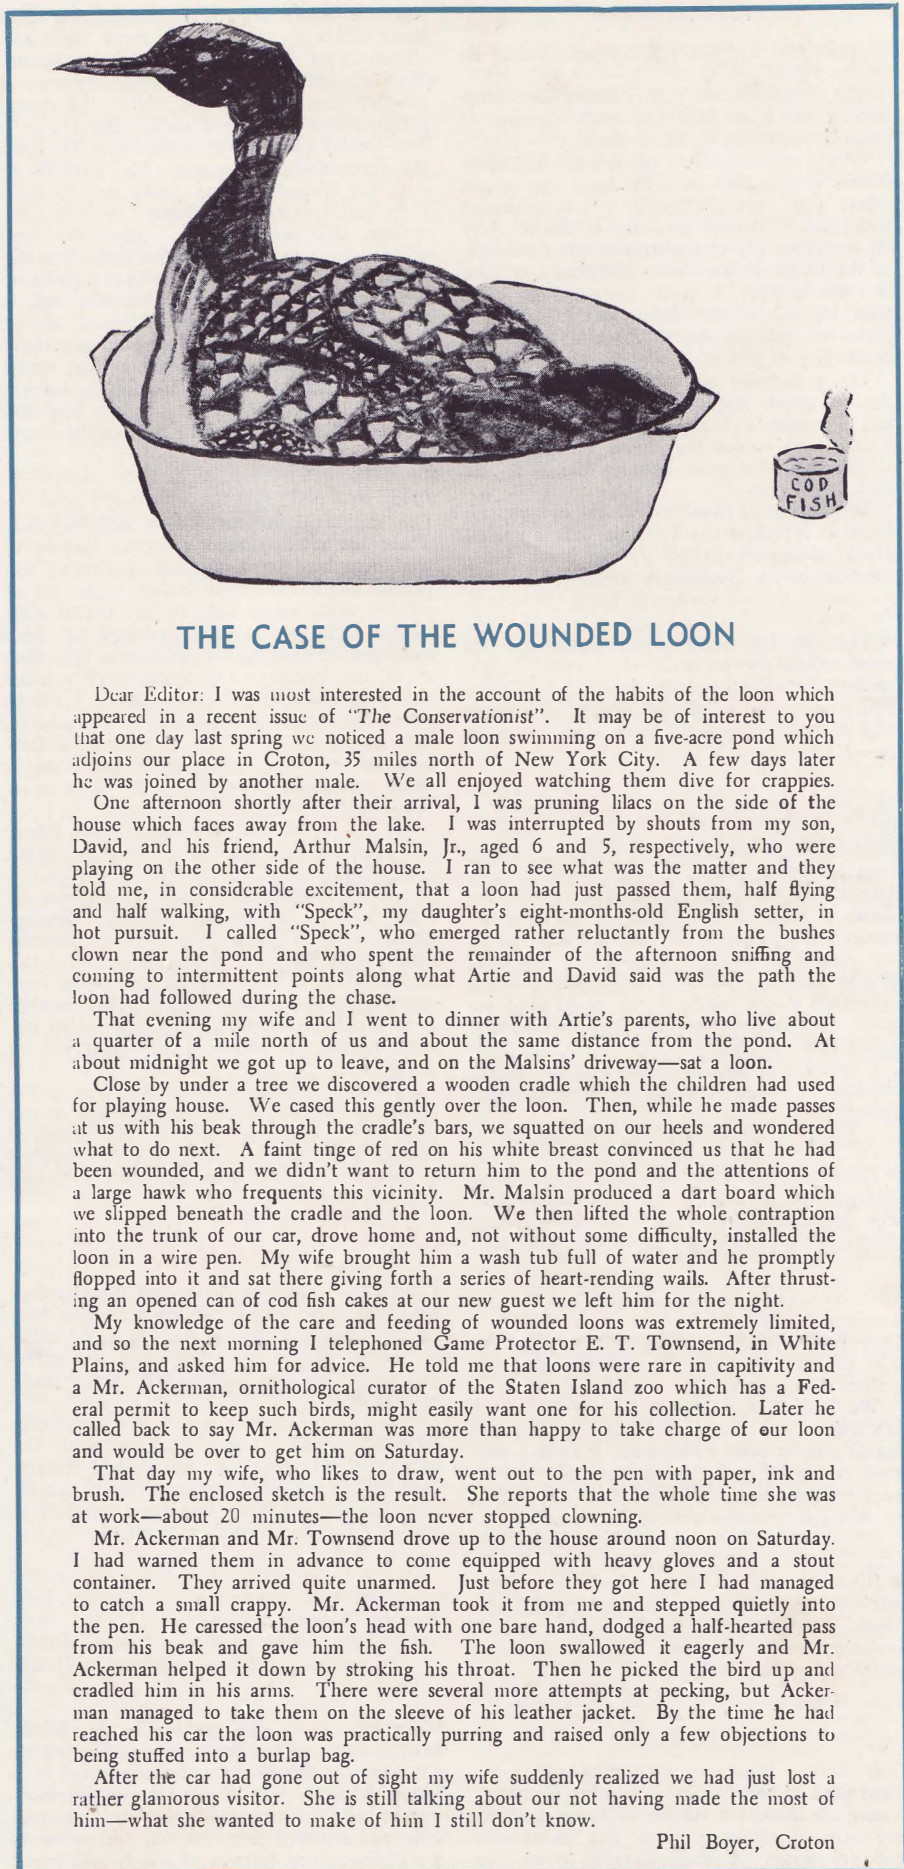 COD
FISH
THE CASE OF THE WOUNDED LOON
Dear Editor: I was most interested in the account of the habits of the loon which
appeared in a recent issue of "The Conservationist". It may be of interest to you
that one day last spring we noticed a male loon swimming on a five-acre pond which
adjoins our place in Croton, 35 miles north of New York City. A few days later
he was joined by another male. We all enjoyed watching them dive for crappies.
One afternoon shortly after their arrival, I was pruning lilacs on the side of the
house which faces away from the lake. I was interrupted by shouts from my son,
David, and his friend, Arthur Malsin, Jr., aged 6 and 5, respectively, who were
playing on the other side of the house. I ran to see what was the matter and they
told me, in considerable excitement, that a loon had just passed them, half flying
and half walking, with "Speck", my daughter's eight-months-old English setter, in
hot pursuit. I called "Speck", who emerged rather reluctantly from the bushes
down near the pond and who spent the remainder of the afternoon sniffing and
coming to intermittent points along what Artie and David said was the path the
loon had followed during the chase.
That evening my wife and I went to dinner with Artie's parents, who live about
a quarter of a mile north of us and about the same distance from the pond. At
about midnight we got up to leave, and on the Malsins' driveway—sat a loon.
Close by under a tree we discovered a wooden cradle which the children had used
for playing house. We cased this gently over the loon. Then, while he made passes
at us with his beak through the cradle's bars, we squatted on our heels and wondered
what to do next. A faint tinge of red on his white breast convinced us that he had
been wounded, and we didn't want to return him to the pond and the attentions of
a large hawk who frequents this vicinity. Mr. Malsin produced a dart board which
we slipped beneath the cradle and the loon. We then lifted the whole contraption
into the trunk of our car, drove home and, not without some difficulty, installed the
loon in a wire pen. My wife brought him a wash tub full of water and he promptly
flopped into it and sat there giving forth a series of heart-rending wails. After thrust-
ing an opened can of cod fish cakes at our new guest we left him for the night.
My knowledge of the care and feeding of wounded loons was extremely limited,
and so the next morning I telephoned Game Protector E. T. Townsend, in White
Plains, and asked him for advice. He told me that loons were rare in capitivity and
a Mr. Ackerman, ornithological curator of the Staten Island zoo which has a Fed-
eral permit to keep such birds, might easily want one for his collection. Later he
called back to say Mr. Ackerman was more than happy to take charge of our loon
and would be over to get him on Saturday.
That day my wife, who likes to draw, went out to the pen with paper, ink and
brush. The enclosed sketch is the result. She reports that the whole time she was
at work—about 20 minutes—the loon never stopped clowning.
Mr. Ackerman and Mr. Townsend drove up to the house around noon on Saturday.
I had warned them in advance to come equipped with heavy gloves and a stout
container. They arrived quite unarmed. Just before they got here I had managed
to catch a small crappy. Mr. Ackerman took it from me and stepped quietly into
the pen. He caressed the loon's head with one bare hand, dodged a half-hearted pass
from his beak and gave him the fish. The loon swallowed it eagerly and Mr.
Ackerman helped it down by stroking his throat. Then he picked the bird up and
cradled him in his arms. There were several more attempts at pecking, but Acker-
man managed to take them on the sleeve of his leather jacket. By the time he had
reached his car the loon was practically purring and raised only a few objections to
being stuffed into a burlap bag.
After the car had gone out of sight my wife suddenly realized we had just lost a
rather glamorous visitor. She is still talking about our not having made the most of
him—what she wanted to make of him I still don't know.
Phil Boyer, Croton